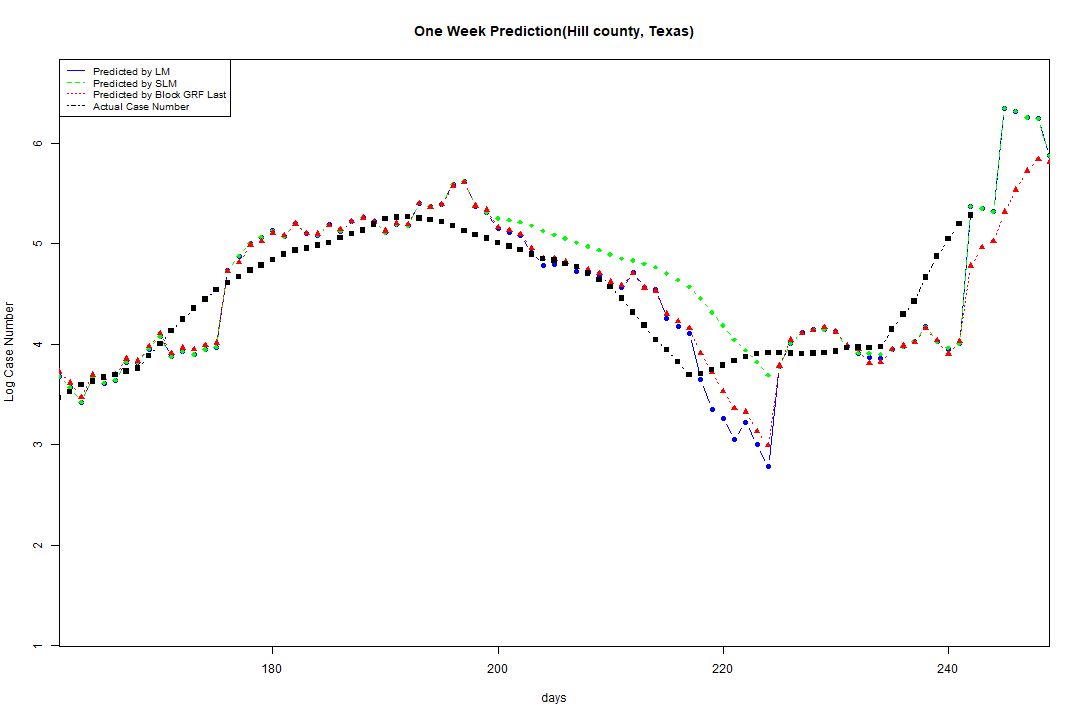 One Week Prediction(Hill county, Texas)
Predicted by LM
Predicted by SLM
Predicted by Block GRF Last
Actual Case Number
6
5
4
3
2
1
Log Case Number
180 200 220 240
days